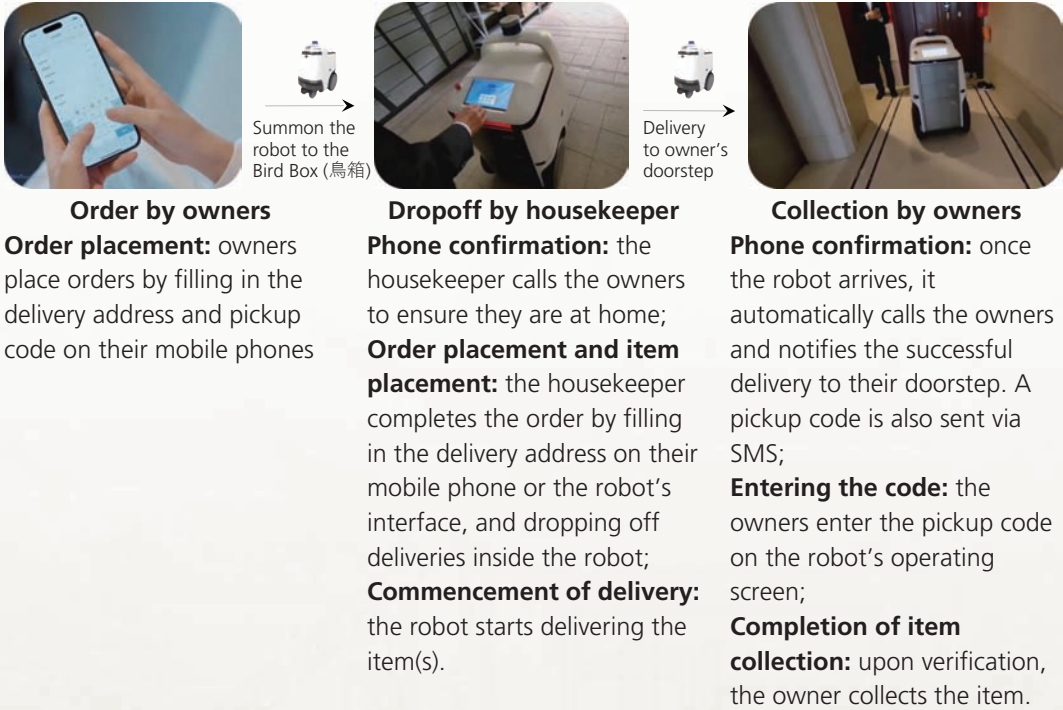 Summon the
robot to the
Bird Box (鳥箱)
Delivery
to owner's
doorstep
Order by owners
Order placement: owners
place orders by filling in the
delivery address and pickup
code on their mobile phones
Dropoff by housekeeper
Phone confirmation: the
housekeeper calls the owners
to ensure they are at home;
Order placement and item
placement: the housekeeper
completes the order by filling
in the delivery address on their
mobile phone or the robot's
interface, and dropping off
deliveries inside the robot;
Commencement of delivery:
the robot starts delivering the
item(s).
Collection by owners
Phone confirmation: once
the robot arrives, it
automatically calls the owners
and notifies the successful
delivery to their doorstep. A
pickup code is also sent via
SMS;
Entering the code: the
owners enter the pickup code
on the robot's operating
screen;
Completion of item
collection: upon verification,
the owner collects the item.